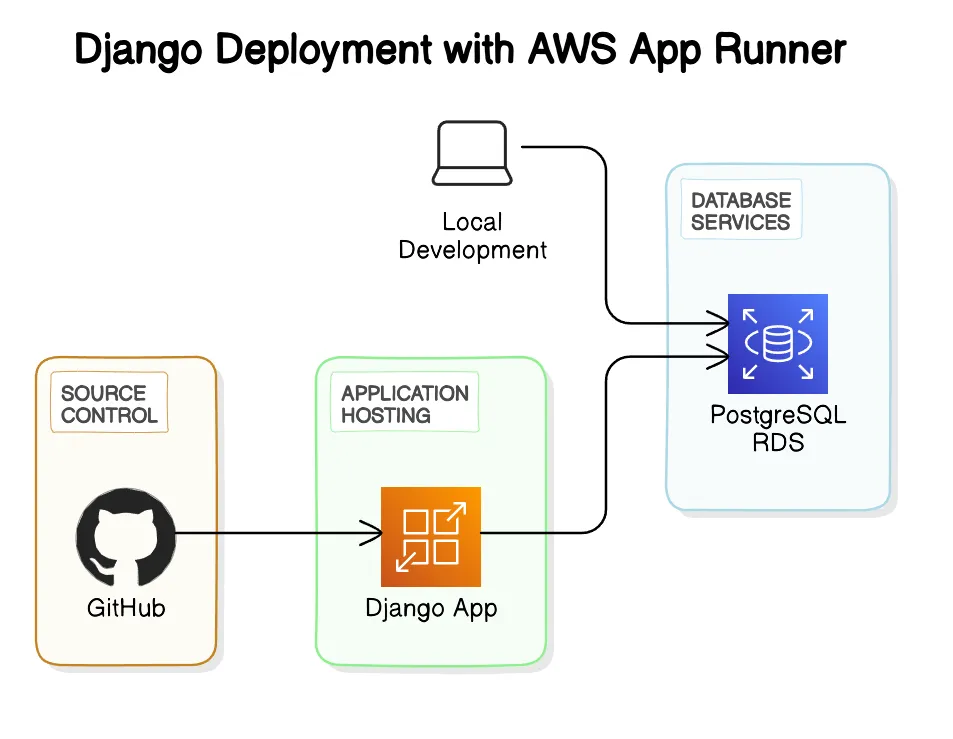 Django Deployment with AWS App Runner
Local
Development
DATABASE
SERVICES
PostgreSQL
RDS
SOURCE
CONTROL
GitHub
APPLICATION
HOSTING
Django App